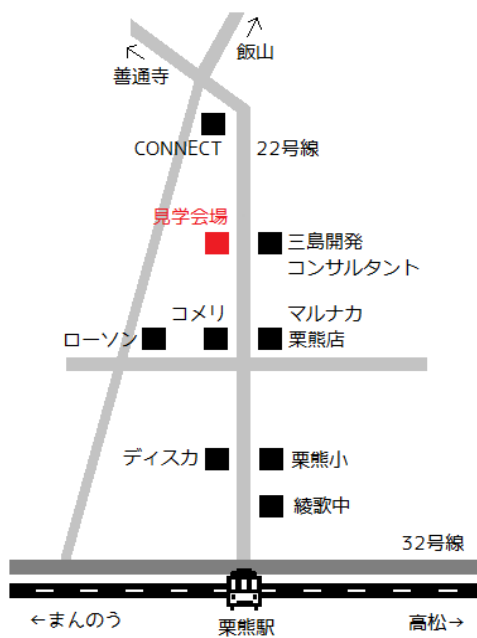 飯山
善通寺
CONNECT
22号線
見学会場
三島開発
コンサルタント
コメリ
マルナカ
ローソン
栗熊店
ディスカ
栗熊小
綾歌中
32号線
←まんのう
栗熊駅
高松→